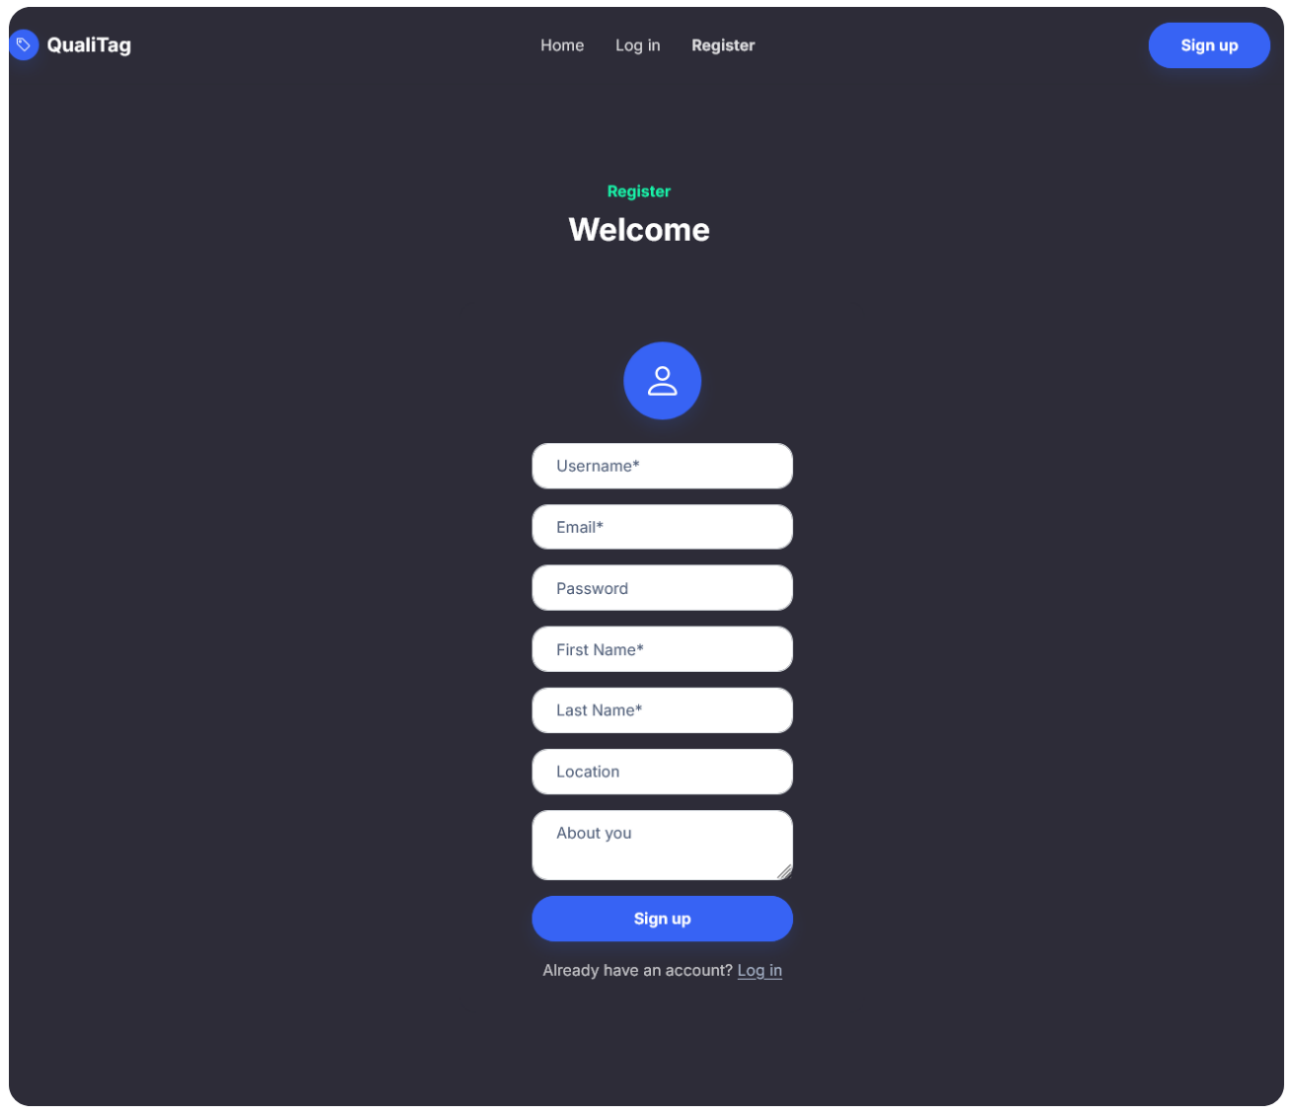 QualiTag
Home Log in Register
Sign up
Register
Welcome
Username*
Email*
Password
First Name*
Last Name*
Location
About you
Sign up
Already have an account? Log in